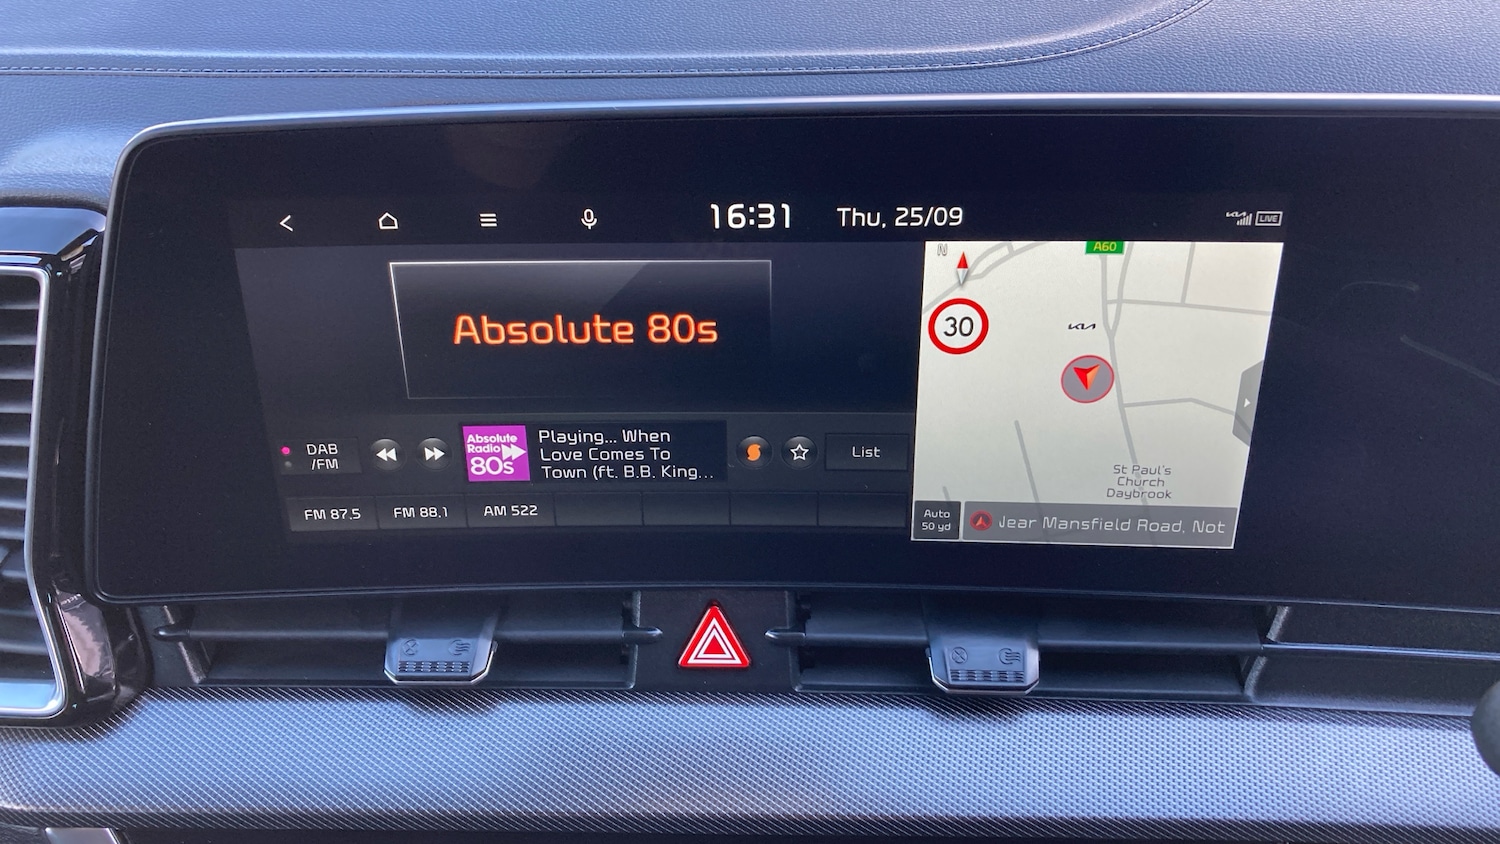 16:31 Thu, 25/09 LIVE
Absolute 80s
DAB
/FM
Absolute
Radio
80s
Playing... When
Love Comes To
Town (ft. B.B. King...
List
FM 87.5 FM 88.1 AM 522
N
A60
30
KIA
St Paul's
Church
Daybrook
Auto
50 yd
Jear Mansfield Road, Not